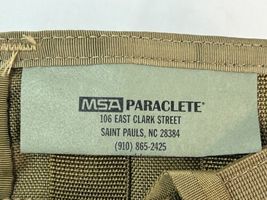 MSA PARACLETE®
106 EAST CLARK STREET
SAINT PAULS, NC 28384
(910) 865-2425